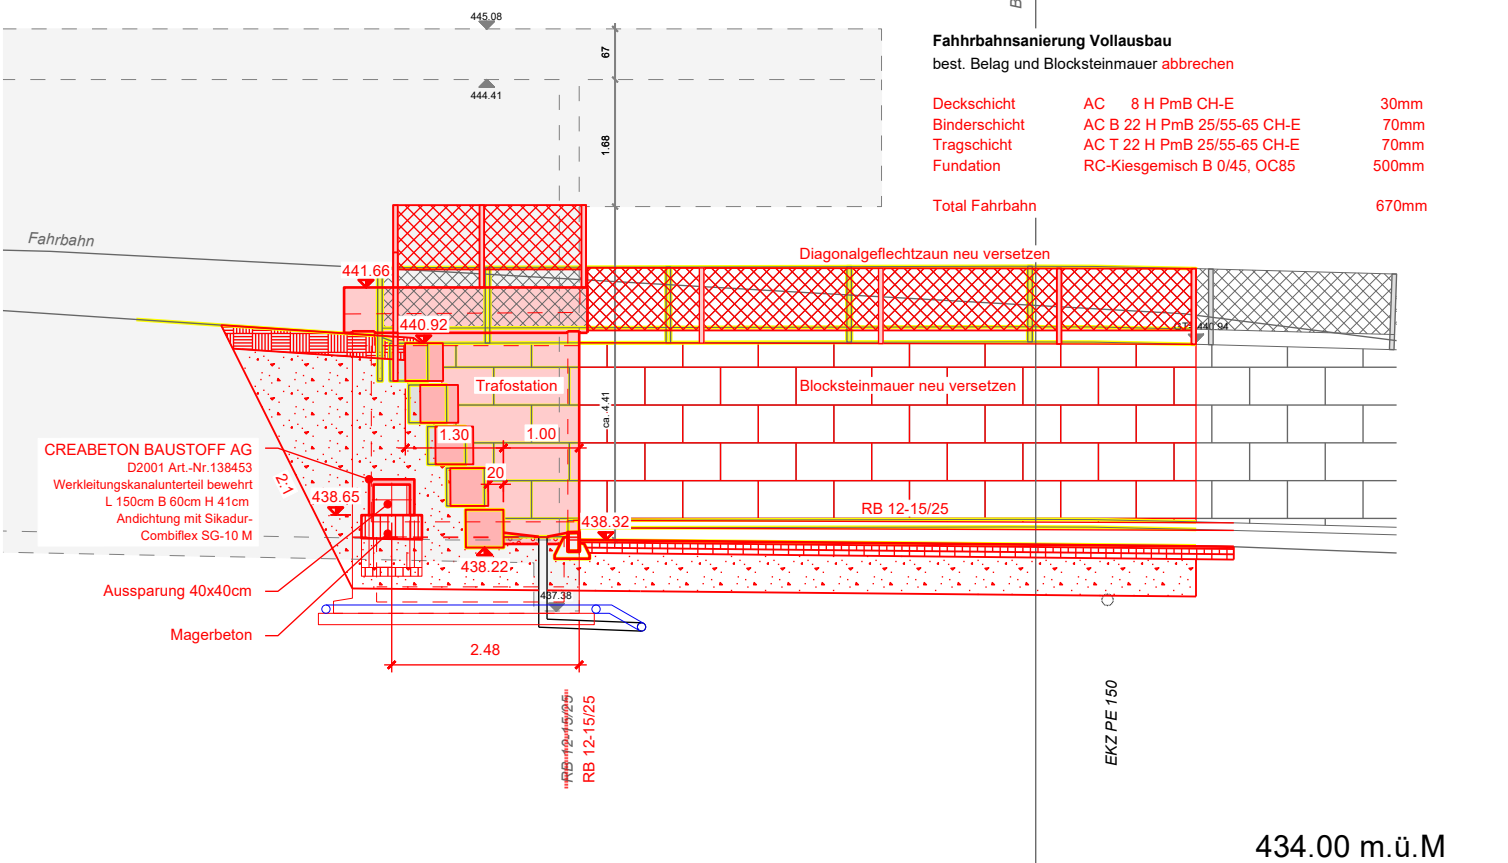 445.08
67
444.41
1.68
B
Fahhrbahnsanierung Vollausbau
best. Belag und Blocksteinmauer abbrechen
Deckschicht AC 8 H PmB CH-E 30mm
Binderschicht AC B 22 H PmB 25/55-65 CH-E 70mm
Tragschicht AC T 22 H PmB 25/55-65 CH-E 70mm
Fundation RC-Kiesgemisch B 0/45, OC85 500mm
Total Fahrbahn 670mm
Fahrbahn
Diagonalgeflechtzaun neu versetzen
441.66
440.92
440.94
Trafostation
Blocksteinmauer neu versetzen
ca. 4.41
1.30
1.00
20
CREABETON BAUSTOFF AG
D2001 Art.-Nr.138453
Werkleitungskanalunterteil bewehrt
L 150cm B 60cm H 41cm
Andichtung mit Sikadur-
Combiflex SG-10 M
2:1
438.65
RB 12-15/25
438.32
438.22
Aussparung 40x40cm
437.38
Magerbeton
2.48
RB 12-15/25
RB 12-15/25
EKZ PE 150
434.00 m.ü.M